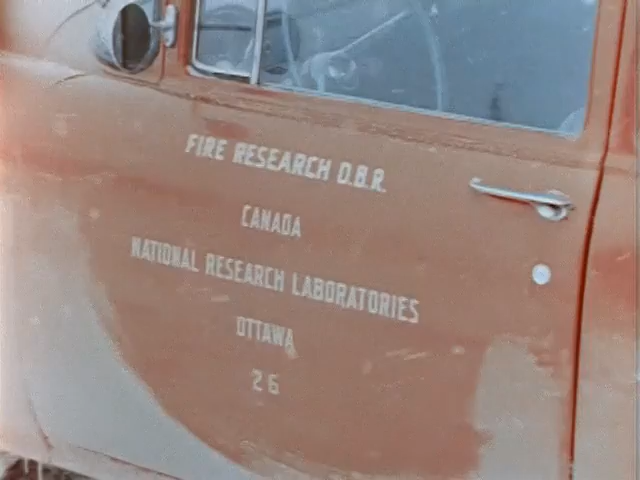 FIRE RESEARCH D.B.R.
CANADA
NATIONAL RESEARCH LABORATORIES
OTTAWA
26